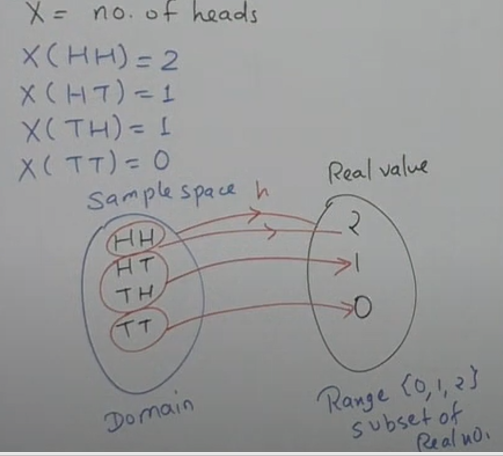 X = no. of heads
X(HH) = 2
X(HT) = 1
X(TH) = 1
X(TT) = 0
Sample space
h
Real value
HH
HT
TH
TT
2
1
0
Domain
Range {0,1,2}
subset of
Real no.